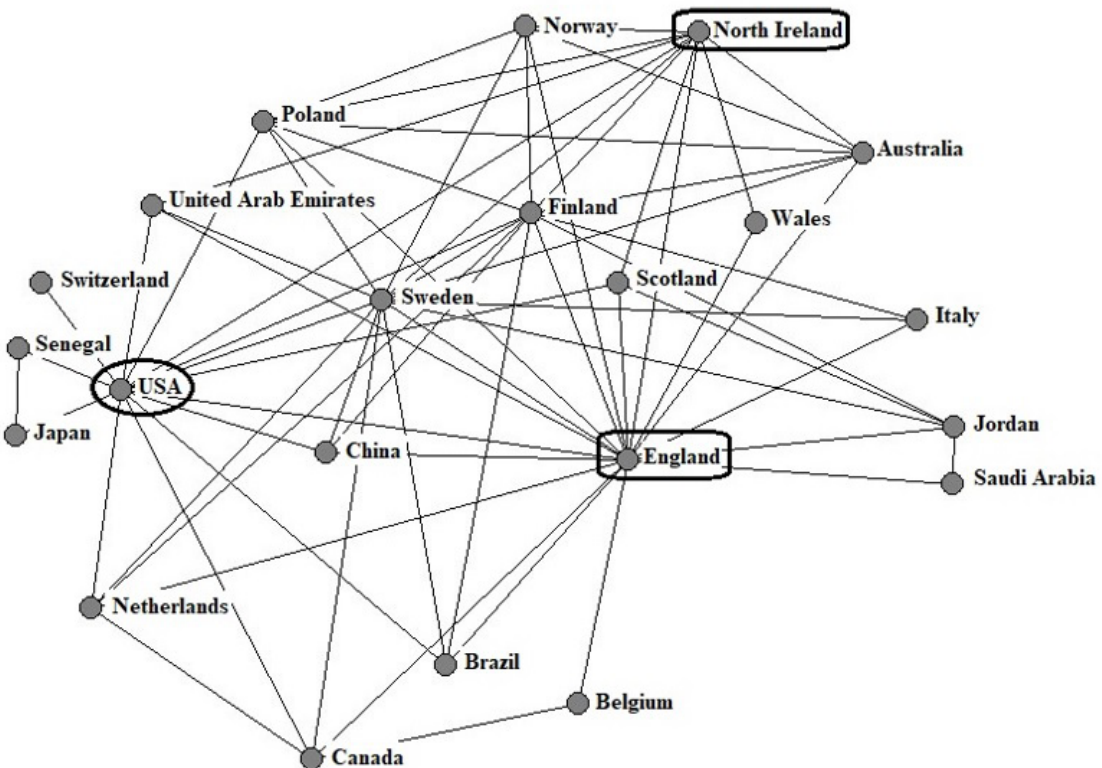 Norway
North Ireland
Poland
Australia
United Arab Emirates
Finland
Wales
Switzerland
Scotland
Sweden
Italy
Senegal
USA
Jordan
Japan
China
England
Saudi Arabia
Netherlands
Brazil
Belgium
Canada